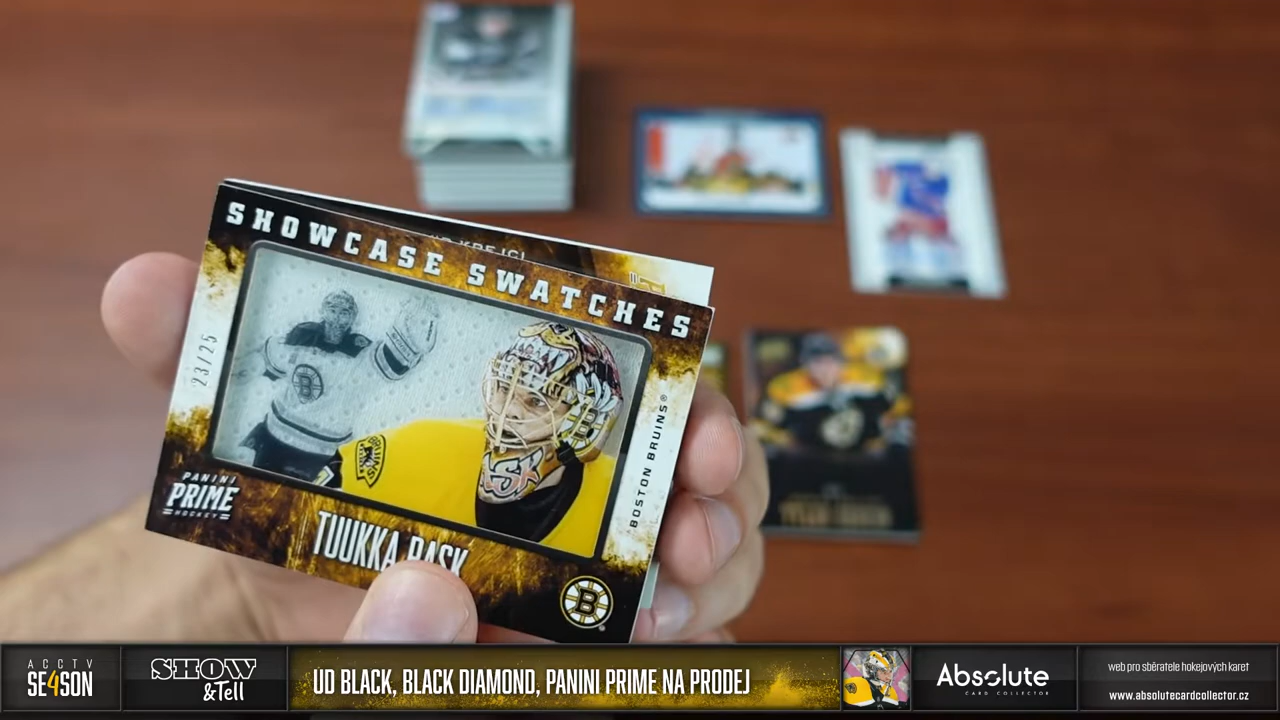 SHOWCASE SWATCHES
23/25
BOSTON BRUINS®
PANINI
PRIME
HOCKEY
TUUKKA RASK
B
KREJCI
ACCTV
SE4SON
SHOW
&Tell
UD BLACK, BLACK DIAMOND, PANINI PRIME NA PRODEJ
Absolute
CARD COLLECTOR
web pro sběratele hokejových karet
www.absolutecardcollector.cz